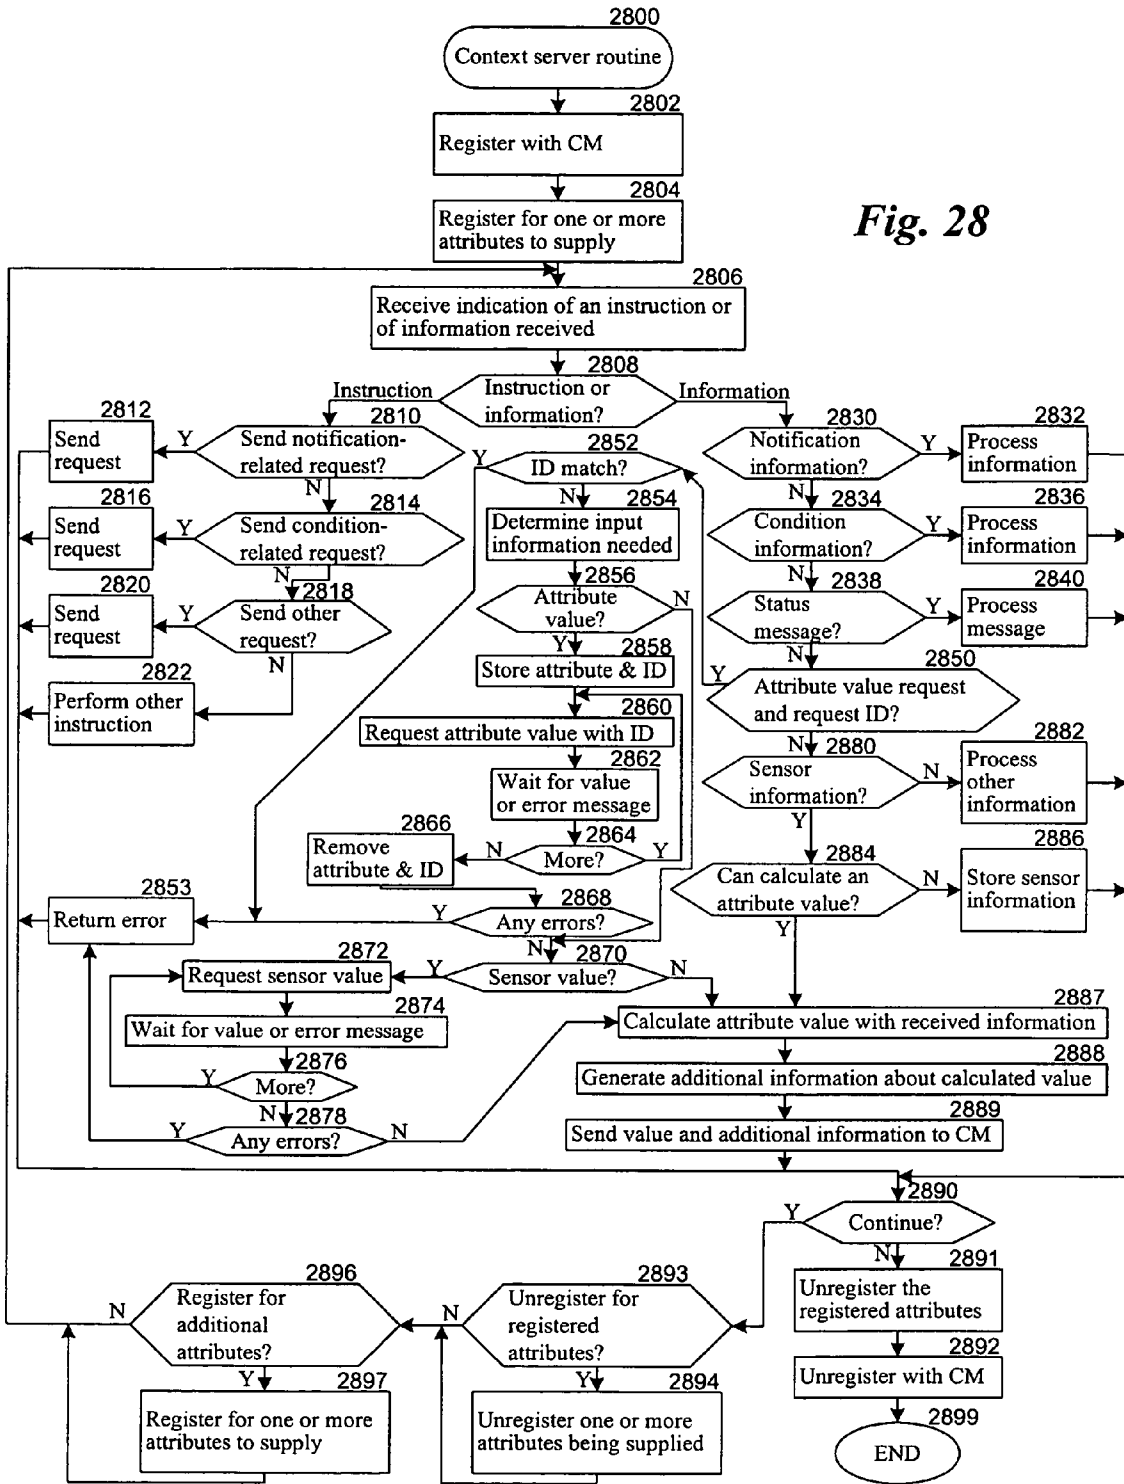 2800
Context server routine
2802
Register with CM
2804
Register for one or more
attributes to supply
Fig. 28
2806
Receive indication of an instruction or
of information received
2808
Instruction or
information?
Instruction
Information
2810
Send notification-
related request?
Y
N
2812
Send
request
2814
Send condition-
related request?
Y
N
2816
Send
request
2818
Send other
request?
Y
N
2820
Send
request
2822
Perform other
instruction
2830
Notification
information?
Y
N
2832
Process
information
2834
Condition
information?
Y
N
2836
Process
information
2838
Status
message?
Y
N
2840
Process
message
2850
Attribute value request
and request ID?
Y
N
2852
ID match?
Y
N
2854
Determine input
information needed
2856
Attribute
value?
N
Y
2858
Store attribute & ID
2860
Request attribute value with ID
2862
Wait for value
or error message
2864
More?
N
Y
2866
Remove
attribute & ID
2868
Any errors?
Y
N
2853
Return error
2870
Sensor value?
Y
N
2872
Request sensor value
2874
Wait for value or error message
2876
More?
Y
N
2878
Any errors?
Y
N
2880
Sensor
information?
N
Y
2882
Process
other
information
2884
Can calculate an
attribute value?
N
Y
2886
Store sensor
information
2887
Calculate attribute value with received information
2888
Generate additional information about calculated value
2889
Send value and additional information to CM
2890
Continue?
Y
N
2891
Unregister the
registered attributes
2892
Unregister with CM
2899
END
2893
Unregister for
registered
attributes?
N
Y
2894
Unregister one or more
attributes being supplied
2896
Register for
additional
attributes?
N
Y
2897
Register for one or more
attributes to supply